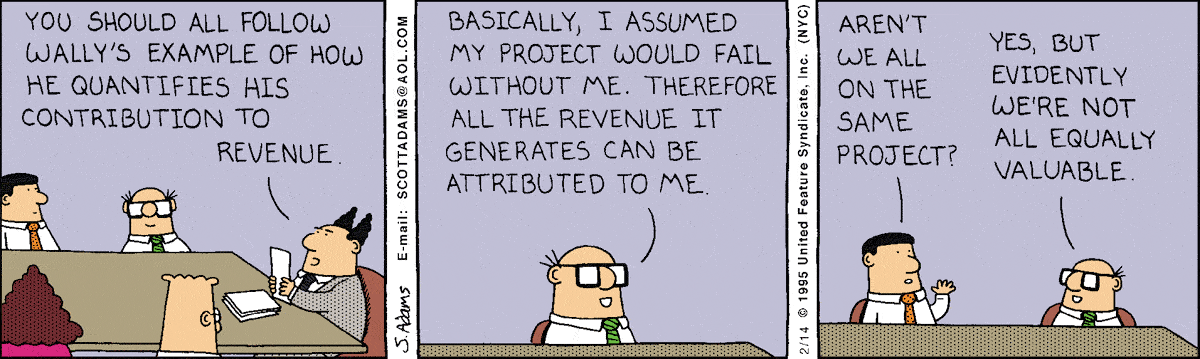 YOU SHOULD ALL FOLLOW
WALLY'S EXAMPLE OF HOW
HE QUANTIFIES HIS
CONTRIBUTION TO
REVENUE.
S. Adams
E-mail: SCOTTADAMS@AOL.COM
BASICALLY, I ASSUMED
MY PROJECT WOULD FAIL
WITHOUT ME. THEREFORE
ALL THE REVENUE IT
GENERATES CAN BE
ATTRIBUTED TO ME.
2/14 © 1995 United Feature Syndicate, Inc. (NYC)
AREN'T
WE ALL
ON THE
SAME
PROJECT?
YES, BUT
EVIDENTLY
WE'RE NOT
ALL EQUALLY
VALUABLE.